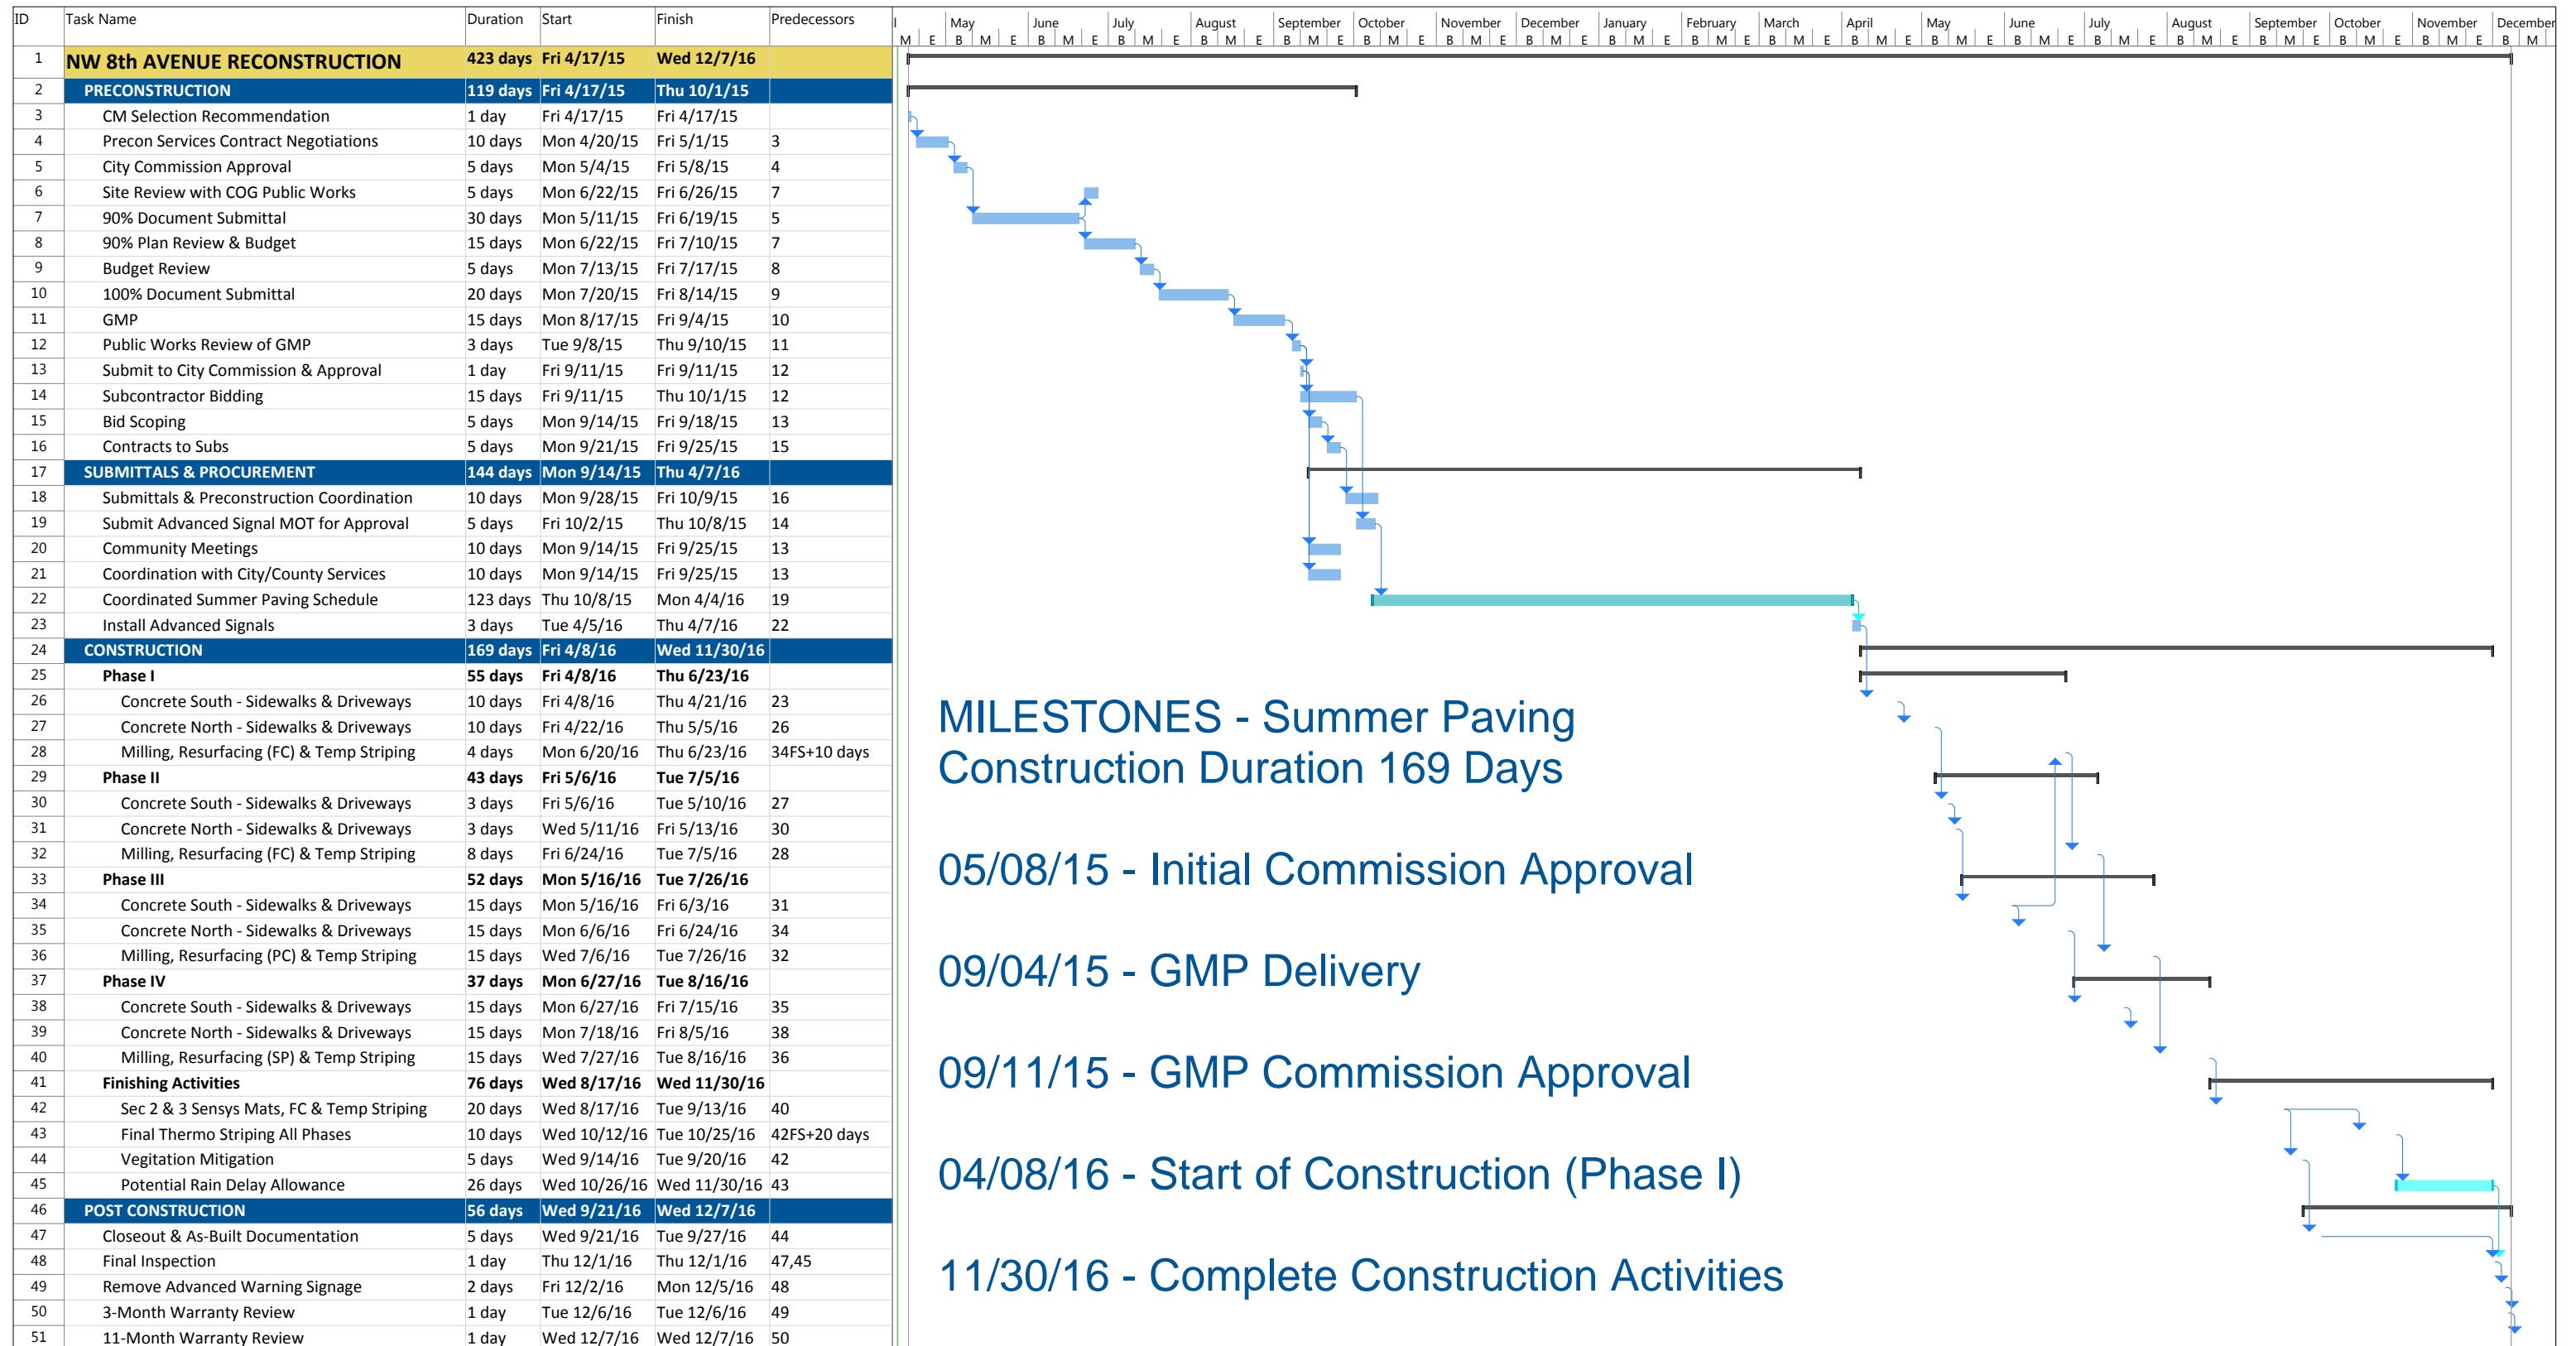 ID Task Name Duration Start Finish Predecessors
l May June July August September October November December January February March April May June July August September October November December
M E B M E B M E B M E B M E B M E B M E B M E B M E B M E B M E B M E B M E B M E B M E B M E B M E B M E B M E B M E B M
1 NW 8th AVENUE RECONSTRUCTION 423 days Fri 4/17/15 Wed 12/7/16
2 PRECONSTRUCTION 119 days Fri 4/17/15 Thu 10/1/15
3 CM Selection Recommendation 1 day Fri 4/17/15 Fri 4/17/15
4 Precon Services Contract Negotiations 10 days Mon 4/20/15 Fri 5/1/15 3
5 City Commission Approval 5 days Mon 5/4/15 Fri 5/8/15 4
6 Site Review with COG Public Works 5 days Mon 6/22/15 Fri 6/26/15 7
7 90% Document Submittal 30 days Mon 5/11/15 Fri 6/19/15 5
8 90% Plan Review & Budget 15 days Mon 6/22/15 Fri 7/10/15 7
9 Budget Review 5 days Mon 7/13/15 Fri 7/17/15 8
10 100% Document Submittal 20 days Mon 7/20/15 Fri 8/14/15 9
11 GMP 15 days Mon 8/17/15 Fri 9/4/15 10
12 Public Works Review of GMP 3 days Tue 9/8/15 Thu 9/10/15 11
13 Submit to City Commission & Approval 1 day Fri 9/11/15 Fri 9/11/15 12
14 Subcontractor Bidding 15 days Fri 9/11/15 Thu 10/1/15 12
15 Bid Scoping 5 days Mon 9/14/15 Fri 9/18/15 13
16 Contracts to Subs 5 days Mon 9/21/15 Fri 9/25/15 15
17 SUBMITTALS & PROCUREMENT 144 days Mon 9/14/15 Thu 4/7/16
18 Submittals & Preconstruction Coordination 10 days Mon 9/28/15 Fri 10/9/15 16
19 Submit Advanced Signal MOT for Approval 5 days Fri 10/2/15 Thu 10/8/15 14
20 Community Meetings 10 days Mon 9/14/15 Fri 9/25/15 13
21 Coordination with City/County Services 10 days Mon 9/14/15 Fri 9/25/15 13
22 Coordinated Summer Paving Schedule 123 days Thu 10/8/15 Mon 4/4/16 19
23 Install Advanced Signals 3 days Tue 4/5/16 Thu 4/7/16 22
24 CONSTRUCTION 169 days Fri 4/8/16 Wed 11/30/16
25 Phase I 55 days Fri 4/8/16 Thu 6/23/16
26 Concrete South - Sidewalks & Driveways 10 days Fri 4/8/16 Thu 4/21/16 23
27 Concrete North - Sidewalks & Driveways 10 days Fri 4/22/16 Thu 5/5/16 26
28 Milling, Resurfacing (FC) & Temp Striping 4 days Mon 6/20/16 Thu 6/23/16 34FS+10 days
29 Phase II 43 days Fri 5/6/16 Tue 7/5/16
30 Concrete South - Sidewalks & Driveways 3 days Fri 5/6/16 Tue 5/10/16 27
31 Concrete North - Sidewalks & Driveways 3 days Wed 5/11/16 Fri 5/13/16 30
32 Milling, Resurfacing (FC) & Temp Striping 8 days Fri 6/24/16 Tue 7/5/16 28
33 Phase III 52 days Mon 5/16/16 Tue 7/26/16
34 Concrete South - Sidewalks & Driveways 15 days Mon 5/16/16 Fri 6/3/16 31
35 Concrete North - Sidewalks & Driveways 15 days Mon 6/6/16 Fri 6/24/16 34
36 Milling, Resurfacing (PC) & Temp Striping 15 days Wed 7/6/16 Tue 7/26/16 32
37 Phase IV 37 days Mon 6/27/16 Tue 8/16/16
38 Concrete South - Sidewalks & Driveways 15 days Mon 6/27/16 Fri 7/15/16 35
39 Concrete North - Sidewalks & Driveways 15 days Mon 7/18/16 Fri 8/5/16 38
40 Milling, Resurfacing (SP) & Temp Striping 15 days Wed 7/27/16 Tue 8/16/16 36
41 Finishing Activities 76 days Wed 8/17/16 Wed 11/30/16
42 Sec 2 & 3 Sensys Mats, FC & Temp Striping 20 days Wed 8/17/16 Tue 9/13/16 40
43 Final Thermo Striping All Phases 10 days Wed 10/12/16 Tue 10/25/16 42FS+20 days
44 Vegitation Mitigation 5 days Wed 9/14/16 Tue 9/20/16 42
45 Potential Rain Delay Allowance 26 days Wed 10/26/16 Wed 11/30/16 43
46 POST CONSTRUCTION 56 days Wed 9/21/16 Wed 12/7/16
47 Closeout & As-Built Documentation 5 days Wed 9/21/16 Tue 9/27/16 44
48 Final Inspection 1 day Thu 12/1/16 Thu 12/1/16 47,45
49 Remove Advanced Warning Signage 2 days Fri 12/2/16 Mon 12/5/16 48
50 3-Month Warranty Review 1 day Tue 12/6/16 Tue 12/6/16 49
51 11-Month Warranty Review 1 day Wed 12/7/16 Wed 12/7/16 50
MILESTONES - Summer Paving
Construction Duration 169 Days
05/08/15 - Initial Commission Approval
09/04/15 - GMP Delivery
09/11/15 - GMP Commission Approval
04/08/16 - Start of Construction (Phase I)
11/30/16 - Complete Construction Activities